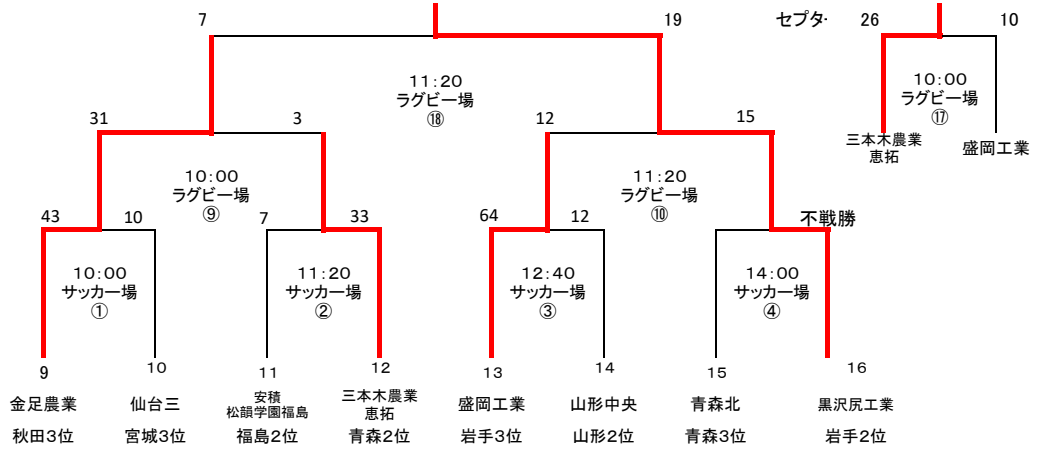 7 19 セプター 26 10
11:20
ラグビー場
⑱
10:00
ラグビー場
⑰
31 3 12 15
三本木農業
恵拓
盛岡工業
10:00
ラグビー場
⑨
11:20
ラグビー場
⑩
43 10 7 33 64 12 不戦勝
10:00
サッカー場
①
11:20
サッカー場
②
12:40
サッカー場
③
14:00
サッカー場
④
9 10 11 12 13 14 15 16
金足農業
仙台三
安積
松韻学園福島
三本木農業
恵拓
盛岡工業
山形中央
青森北
黒沢尻工業
秋田3位 宮城3位 福島2位 青森2位 岩手3位 山形2位 青森3位 岩手2位